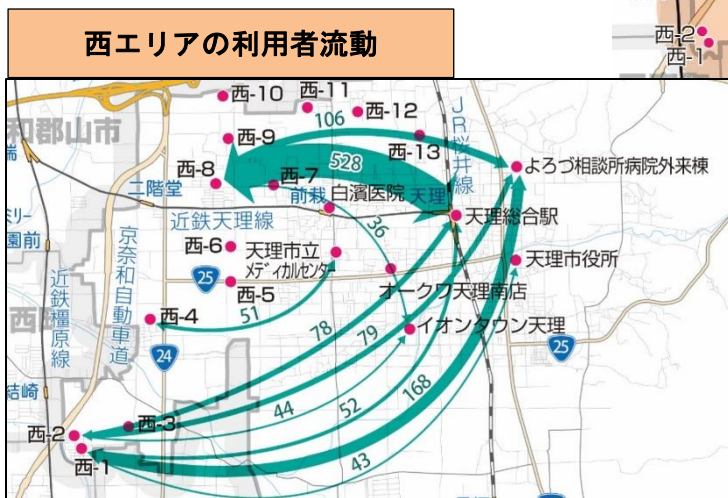 西エリアの利用者流動
西-2
西-1
西-10
西-11
西-12
106
JR桜井線
和郡山市
西-9
西-13
528
よろづ相談所病院外来棟
西-8
西-7
二階堂
前栽
白濱医院
天理
近鉄天理線
36
天理総合駅
ミリー
園前
西-6
天理市立
メディカルセンター
天理市役所
京奈和自動車道
近鉄橿原線
25
西-5
オークワ天理南店
西-4
51
78
79
イオンタウン天理
24
25
結崎
44
52
168
西-3
西-2
西-1
43